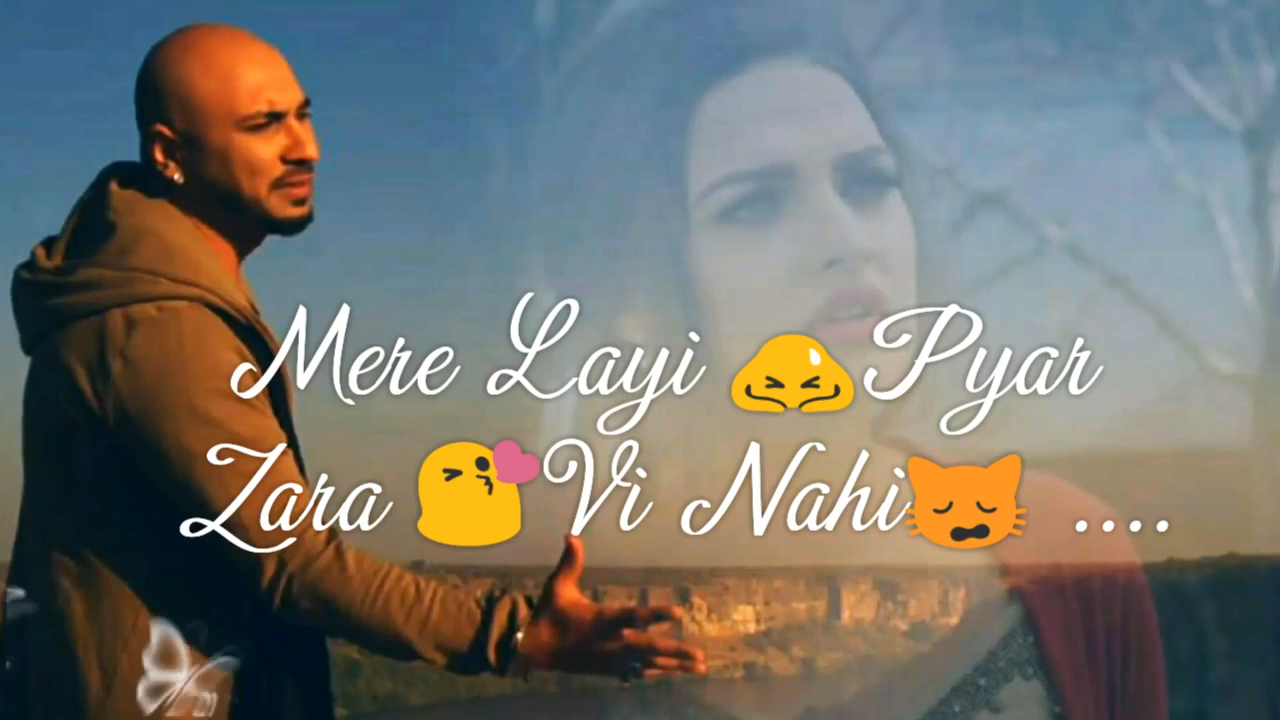 Mere Layi 🙇Pyar
Zara 😘Vi Nahi🙀 ....